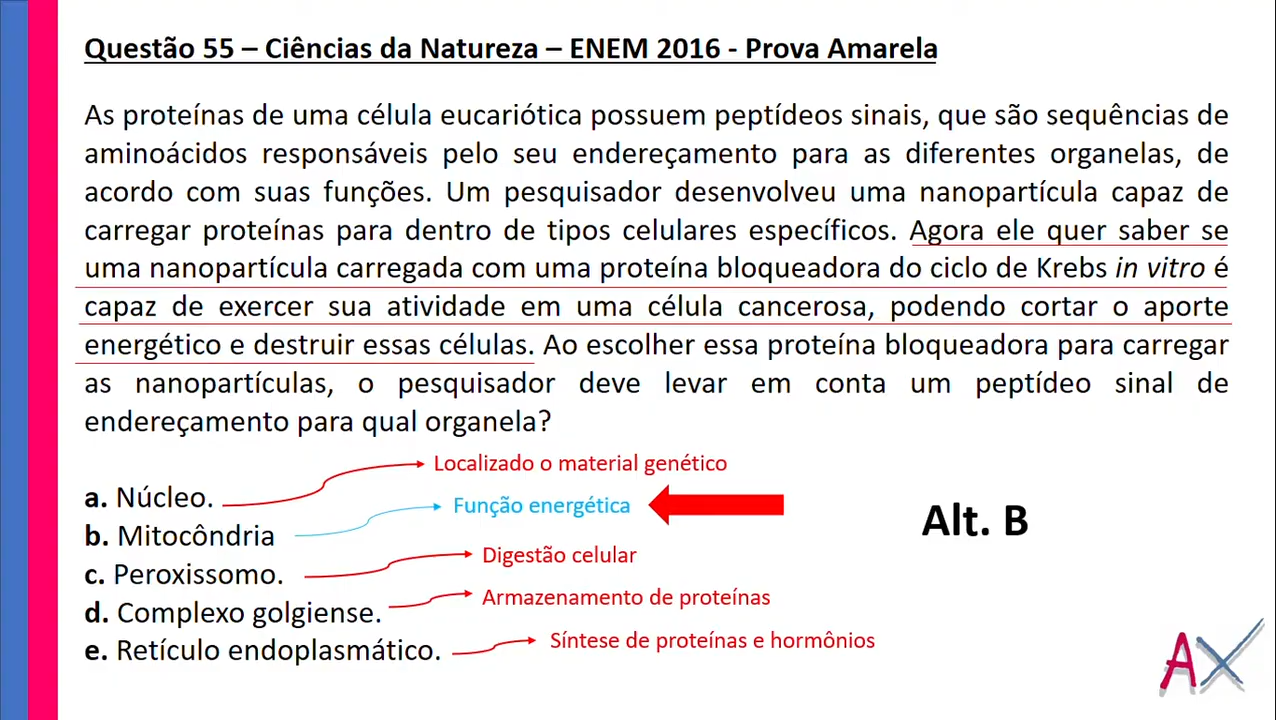 Questão 55 – Ciências da Natureza – ENEM 2016 - Prova Amarela
As proteínas de uma célula eucariótica possuem peptídeos sinais, que são sequências de
aminoácidos responsáveis pelo seu endereçamento para as diferentes organelas, de
acordo com suas funções. Um pesquisador desenvolveu uma nanopartícula capaz de
carregar proteínas para dentro de tipos celulares específicos. Agora ele quer saber se
uma nanopartícula carregada com uma proteína bloqueadora do ciclo de Krebs in vitro é
capaz de exercer sua atividade em uma célula cancerosa, podendo cortar o aporte
energético e destruir essas células. Ao escolher essa proteína bloqueadora para carregar
as nanopartículas, o pesquisador deve levar em conta um peptídeo sinal de
endereçamento para qual organela?
a. Núcleo.
Localizado o material genético
b. Mitocôndria
Função energética
c. Peroxissomo.
Digestão celular
d. Complexo golgiense.
Armazenamento de proteínas
e. Retículo endoplasmático.
Síntese de proteínas e hormônios
Alt. B
AX